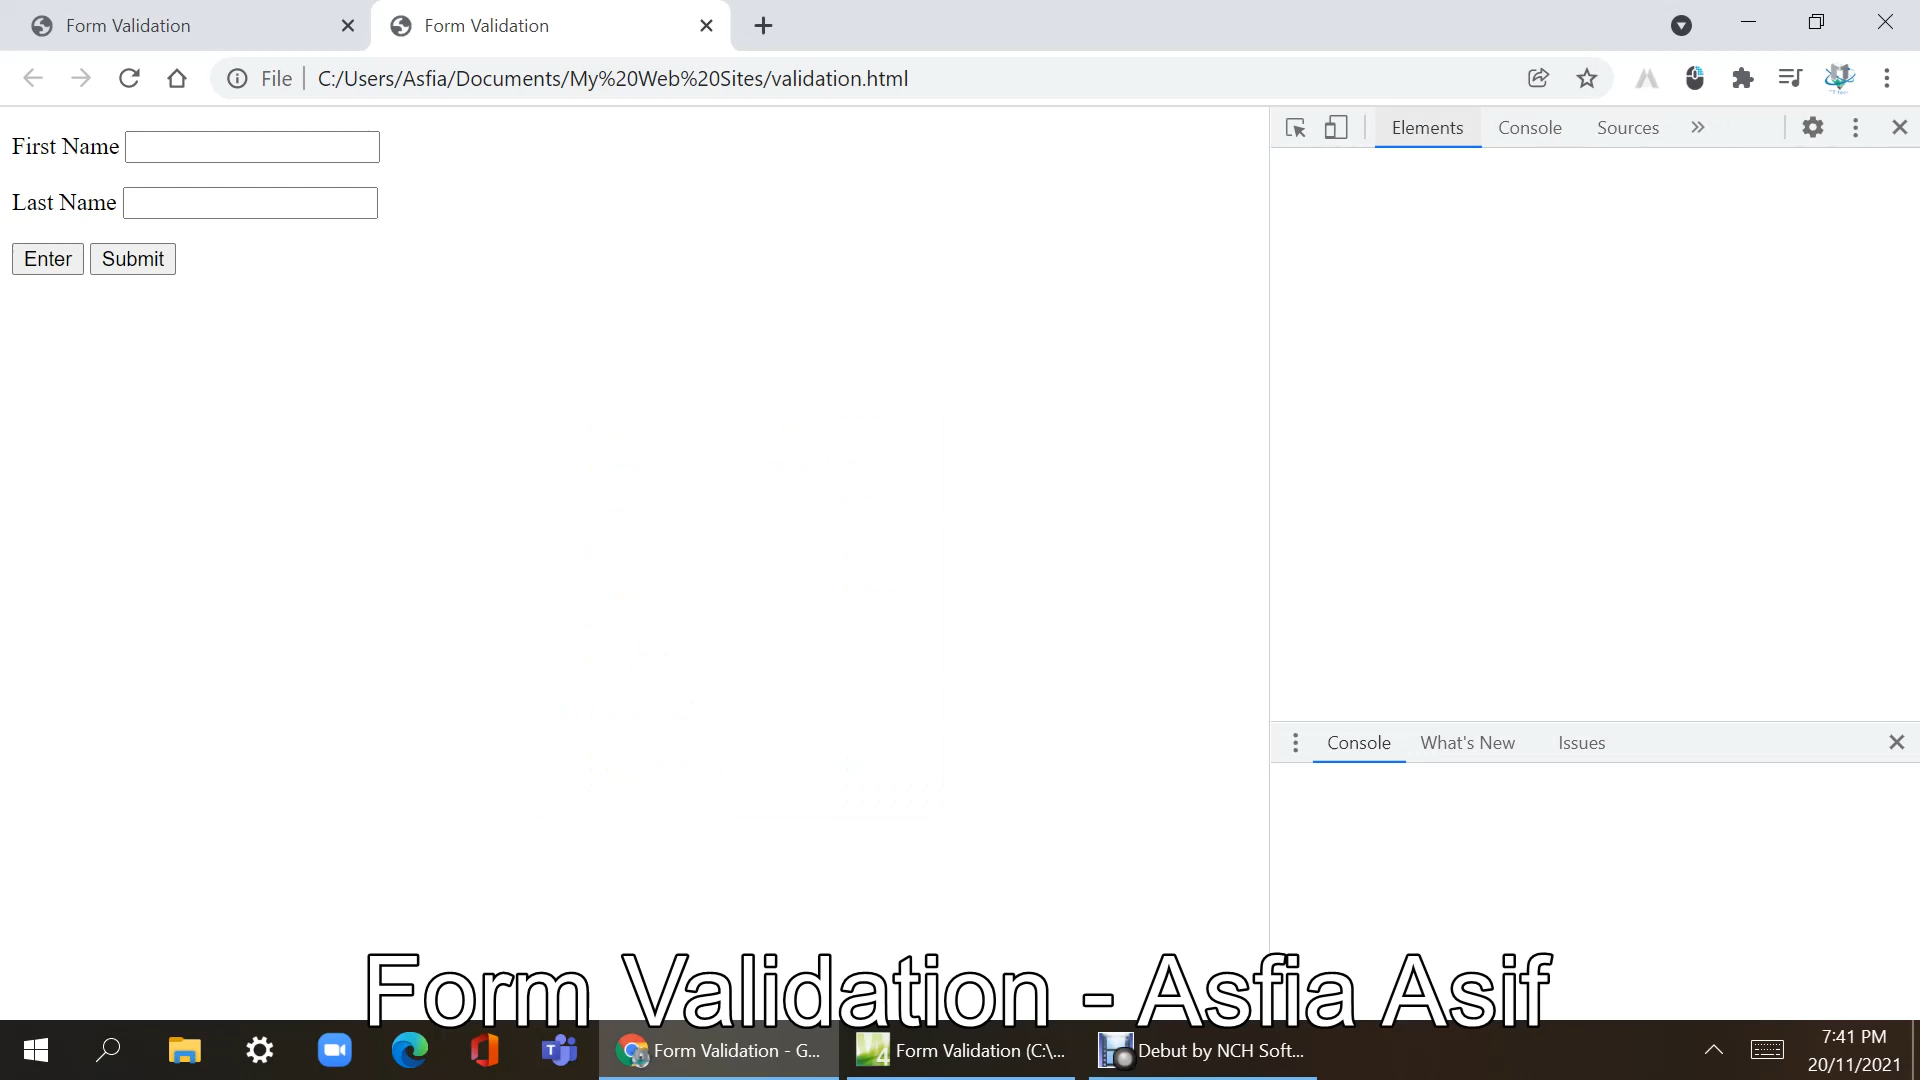 Form Validation
Form Validation
File
C:/Users/Asfia/Documents/My%20Web%20Sites/validation.html
First Name
Last Name
Enter Submit
Elements Console Sources
Console What's New Issues
Form Validation - Asfia Asif
Form Validation - G...
4
Form Validation (C:\...
Debut by NCH Soft...
7:41 PM
20/11/2021